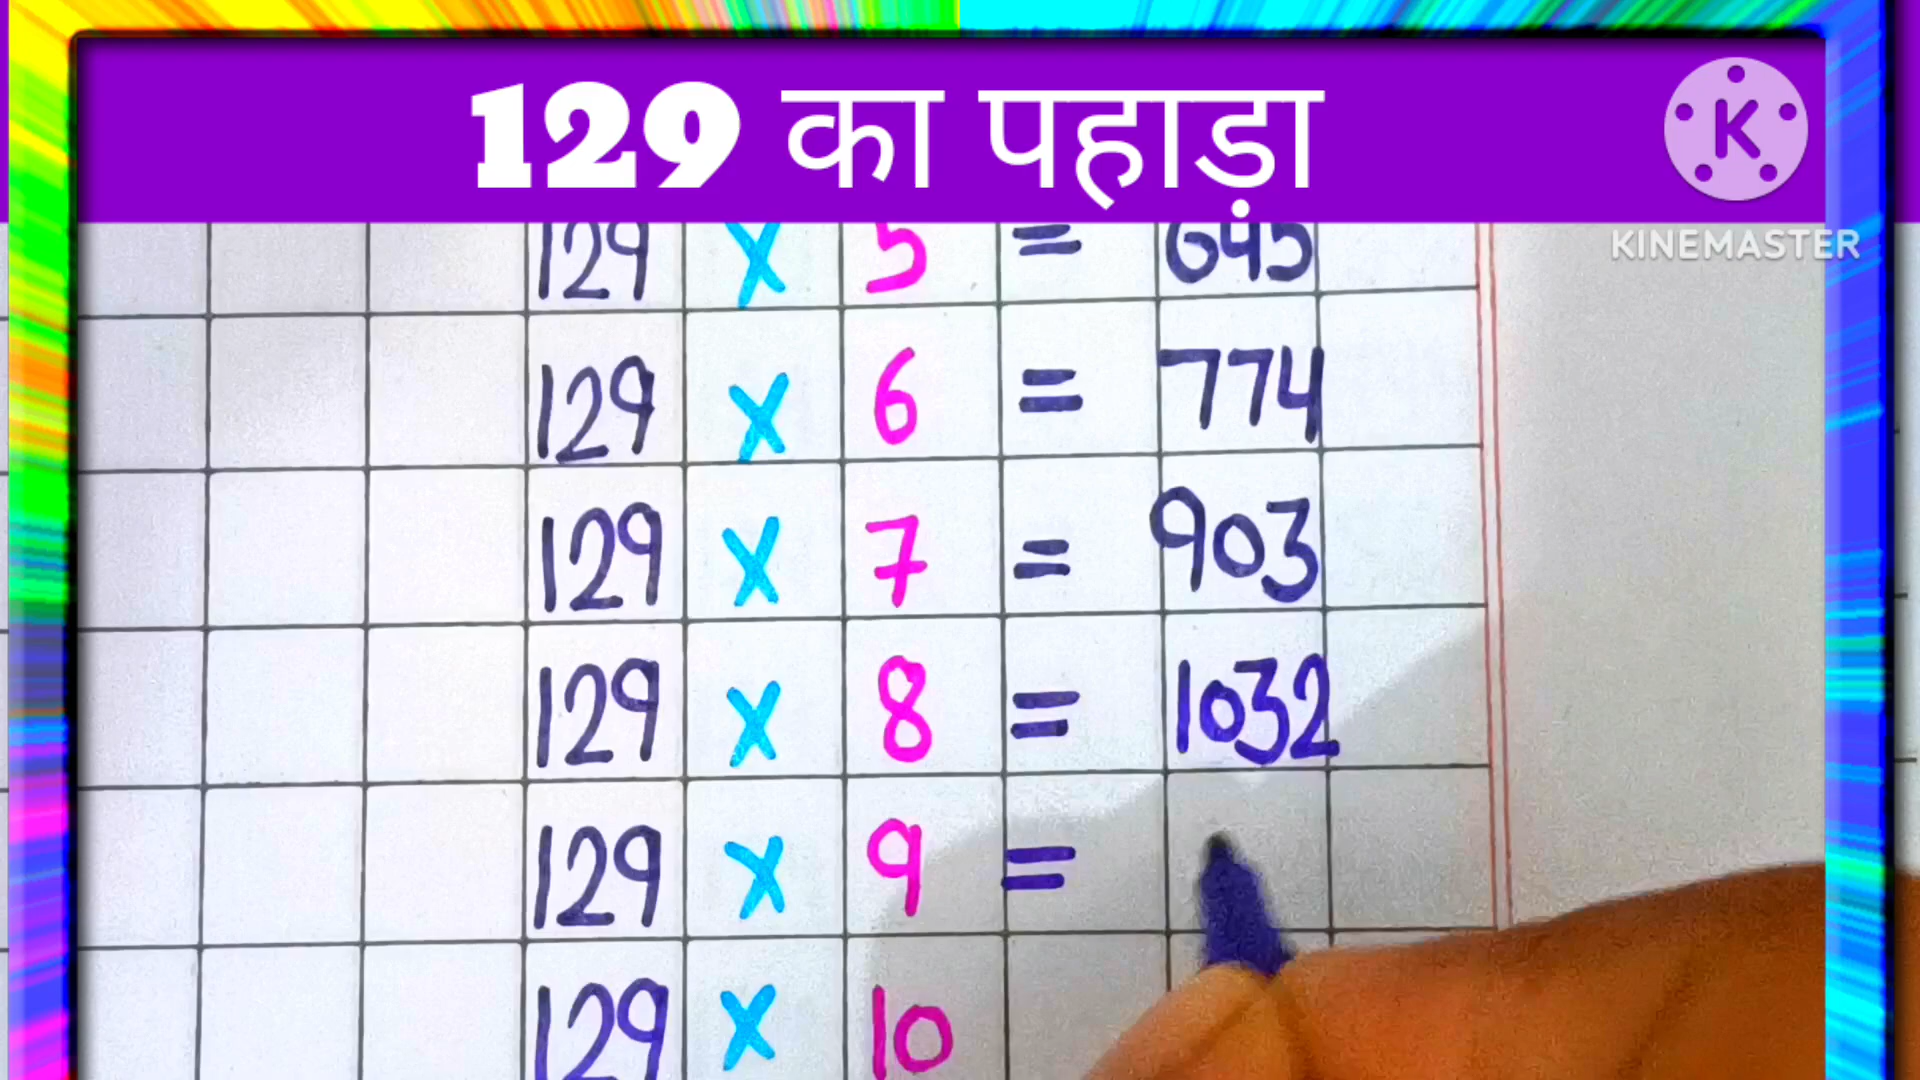 129 का पहाड़ा
K
KINEMASTER
129 x 5 = 645
129 x 6 = 774
129 x 7 = 903
129 x 8 = 1032
129 x 9 =
129 x 10